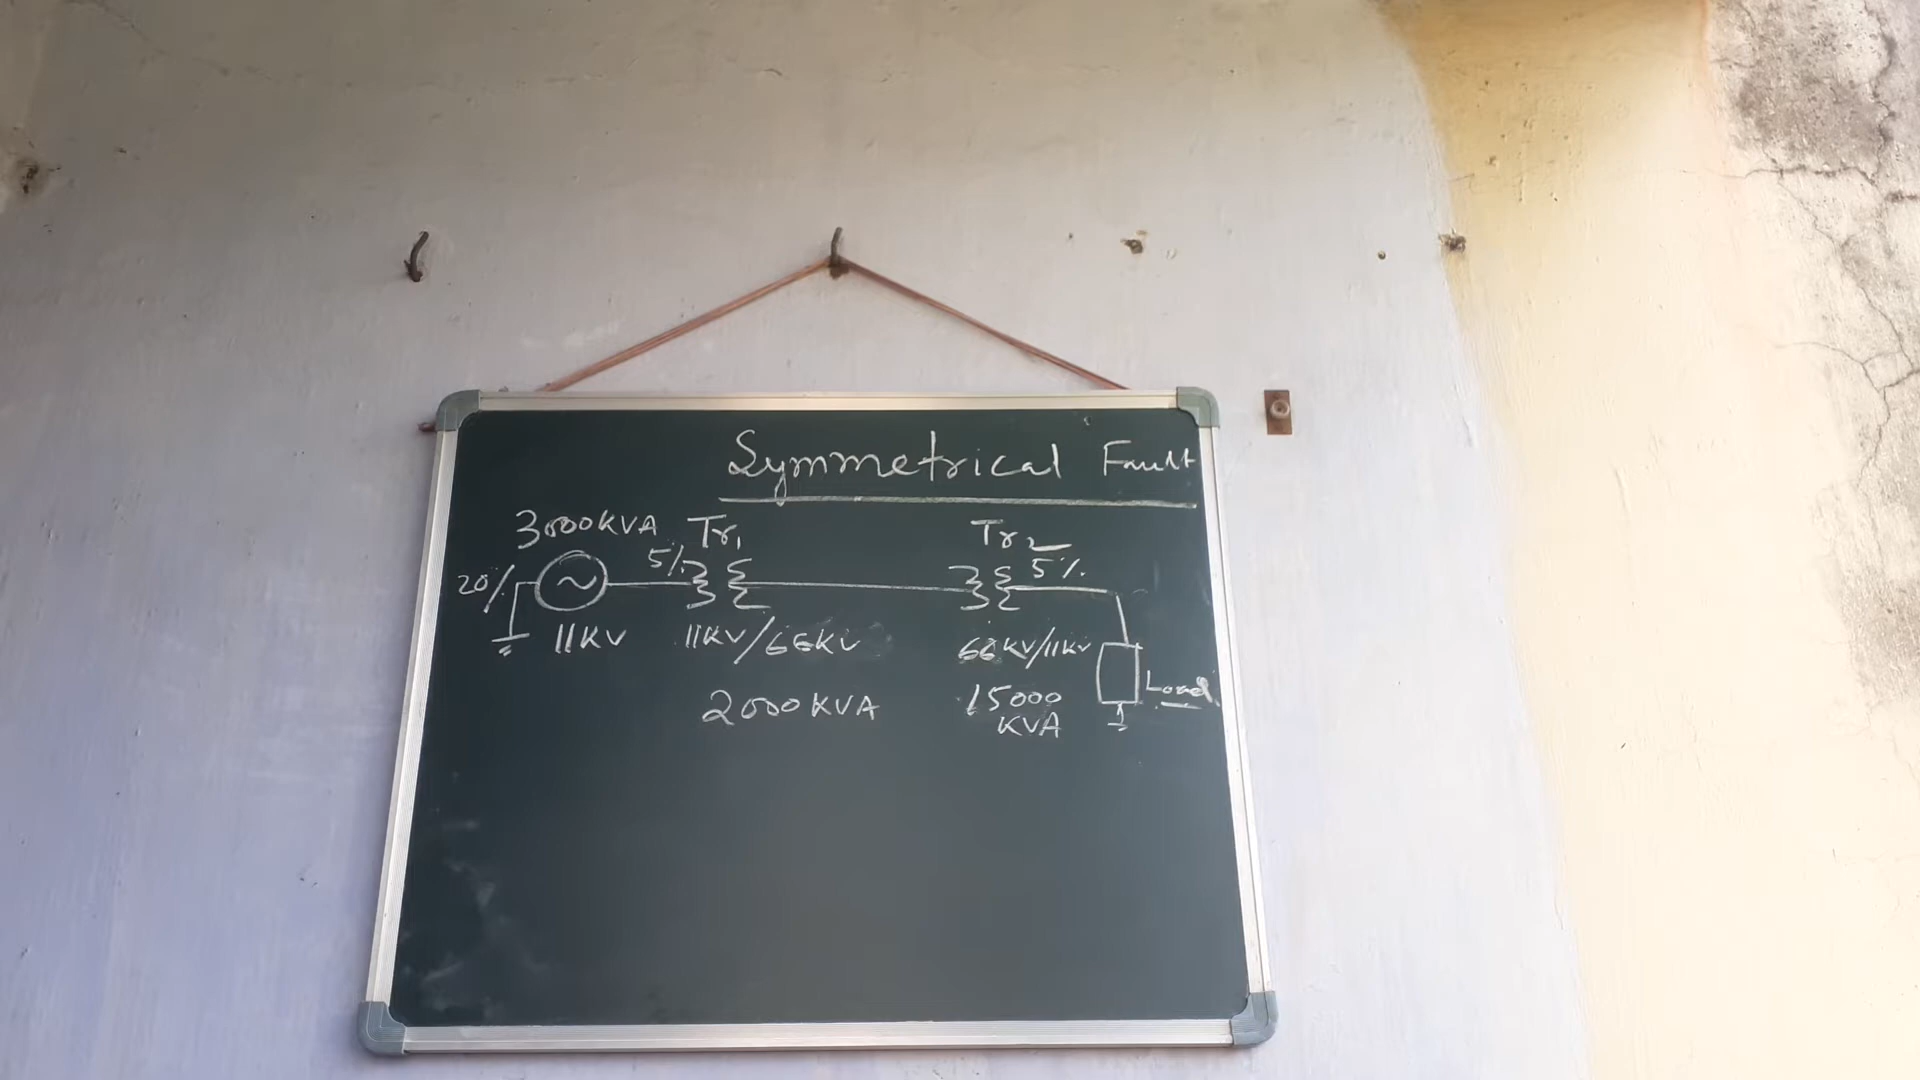 Symmetrical Fault
3000KVA Tr₁ Tr₂
20% ~ 5% 5%
11KV 11KV/66KV 66KV/11KV
2000KVA 15000 Load
KVA